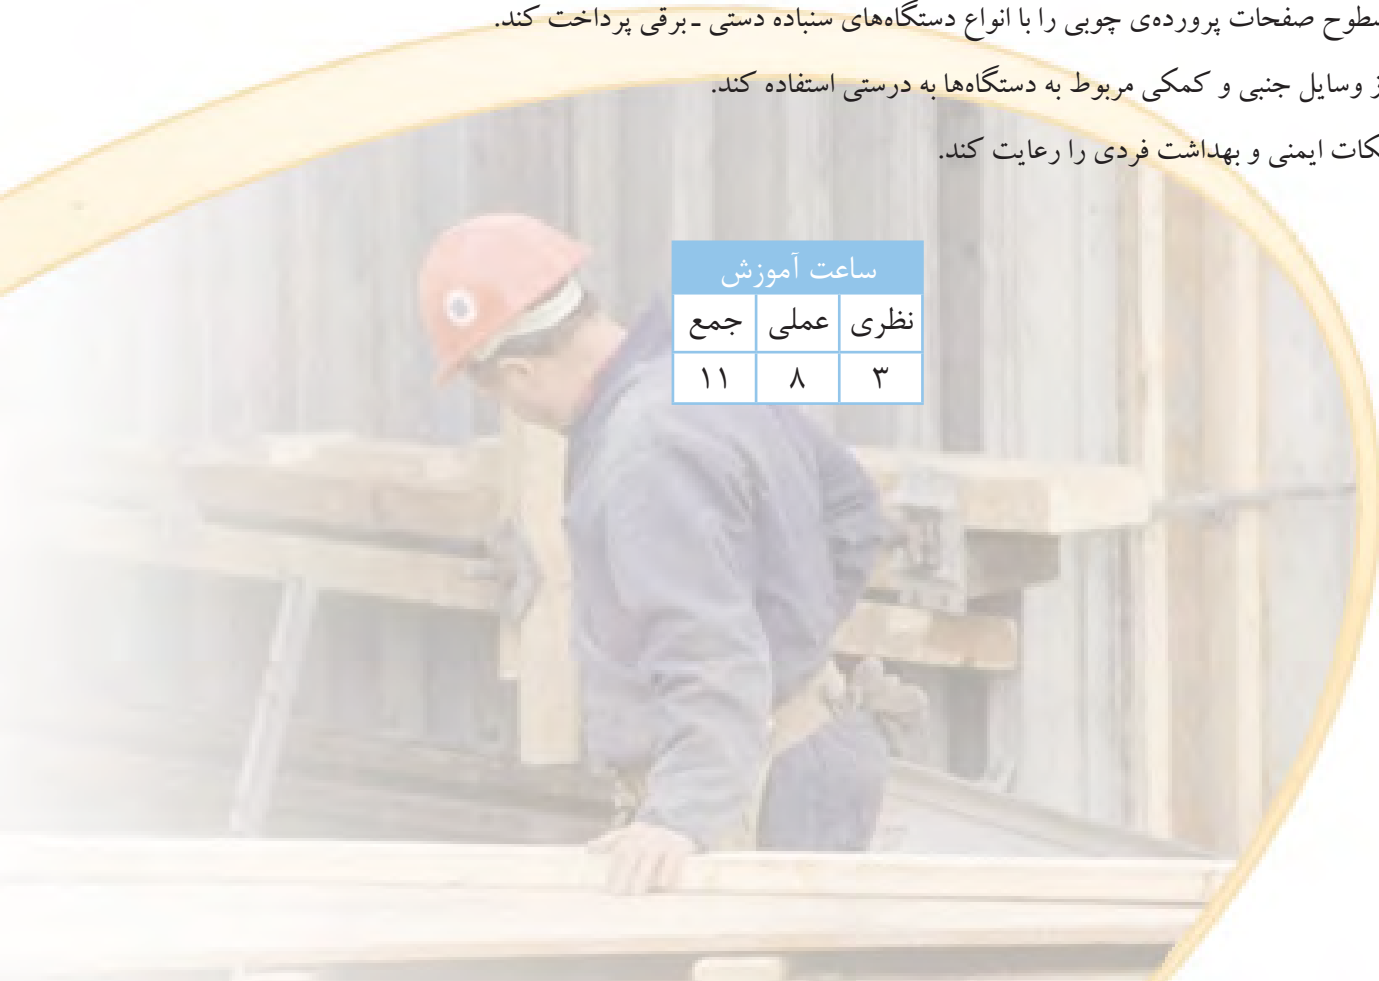 سطوح صفحات پرورده‌ی چوبی را با انواع دستگاه‌های سنباده دستی ـ برقی پرداخت کند.
وسایل جنبی و کمکی مربوط به دستگاه‌ها به درستی استفاده کند.
ایمنی و بهداشت فردی را رعایت کند.
ساعت آموزش
نظری عملی جمع
۳ ۸ ۱۱